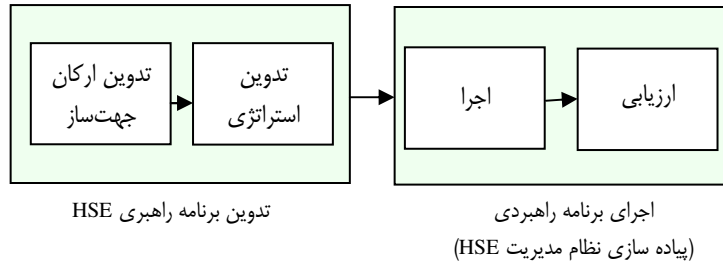 تدوین ارکان
جهت‌ساز
تدوین
استراتژی
اجرا
ارزیابی
تدوین برنامه راهبری HSE
اجرای برنامه راهبردی
(پیاده سازی نظام مدیریت HSE)